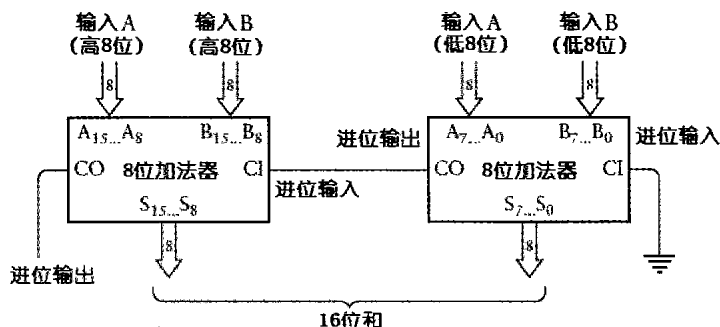 输入A
(高8位)
输入B
(高8位)
输入A
(低8位)
输入B
(低8位)
8
8
8
8
A15...A8
B15...B8
进位输出
A7...A0
B7...B0
进位输入
CO
8位加法器
CI
进位输入
CO
8位加法器
CI
S15...S8
S7...S0
8
8
进位输出
16位和